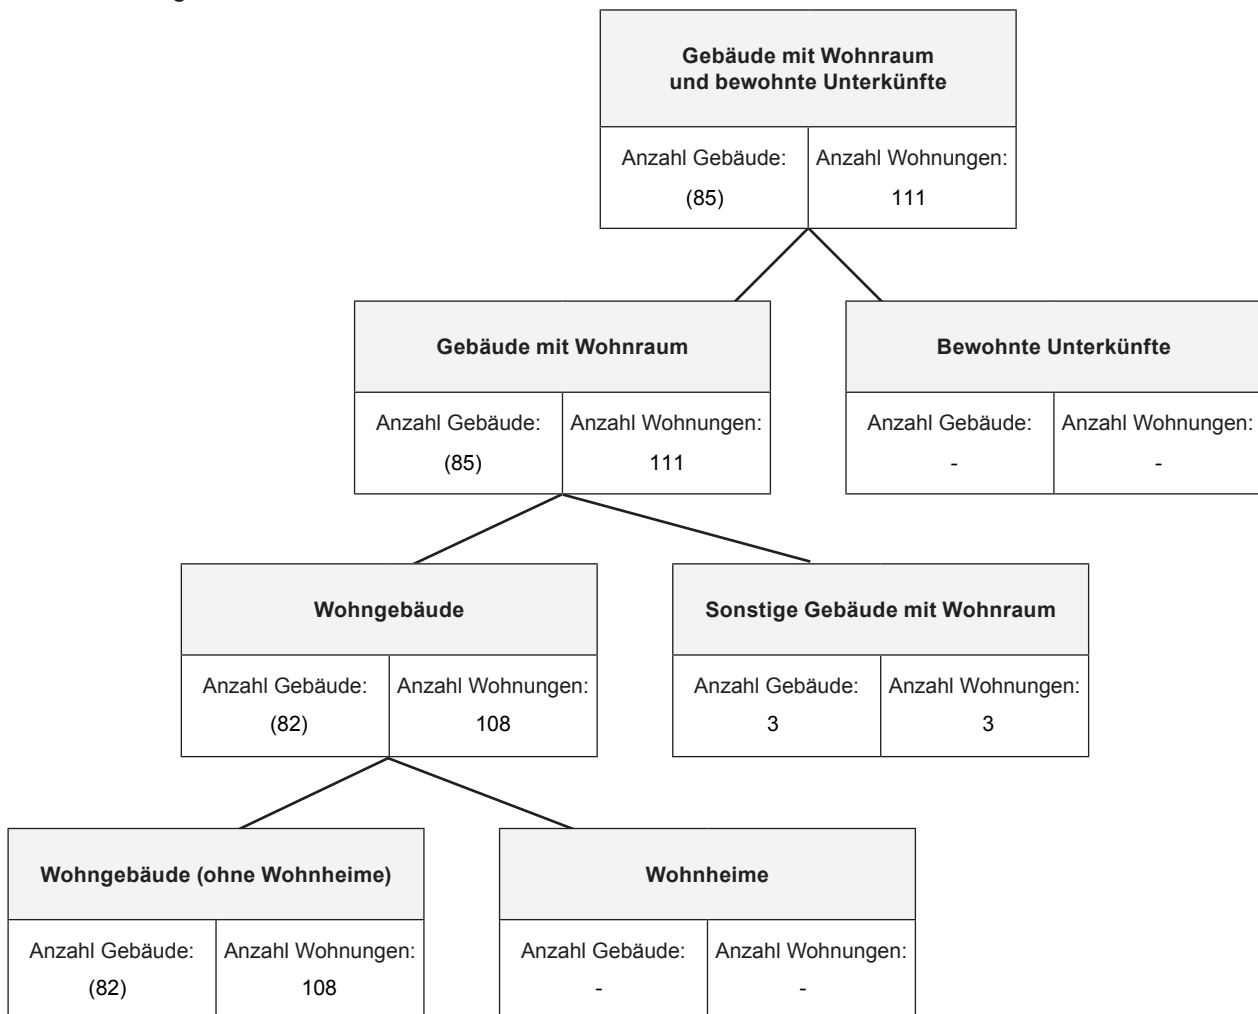 Gebäude mit Wohnraum
und bewohnte Unterkünfte
Anzahl Gebäude: Anzahl Wohnungen:
(85) 111
Gebäude mit Wohnraum Bewohnte Unterkünfte
Anzahl Gebäude: Anzahl Wohnungen: Anzahl Gebäude: Anzahl Wohnungen:
(85) 111 - -
Wohngebäude Sonstige Gebäude mit Wohnraum
Anzahl Gebäude: Anzahl Wohnungen: Anzahl Gebäude: Anzahl Wohnungen:
(82) 108 3 3
Wohngebäude (ohne Wohnheime) Wohnheime
Anzahl Gebäude: Anzahl Wohnungen: Anzahl Gebäude: Anzahl Wohnungen:
(82) 108 - -